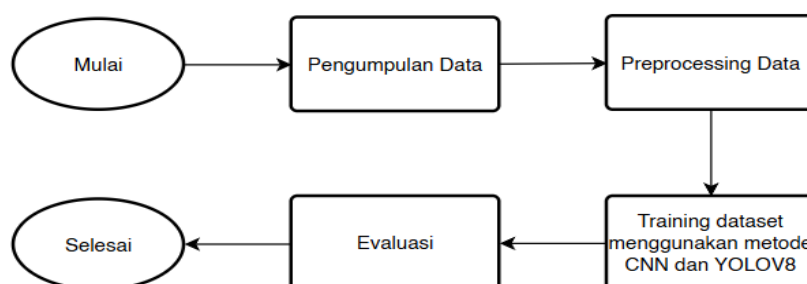 Mulai
Pengumpulan Data
Preprocessing Data
Training dataset
menggunakan metode
CNN dan YOLOV8
Evaluasi
Selesai